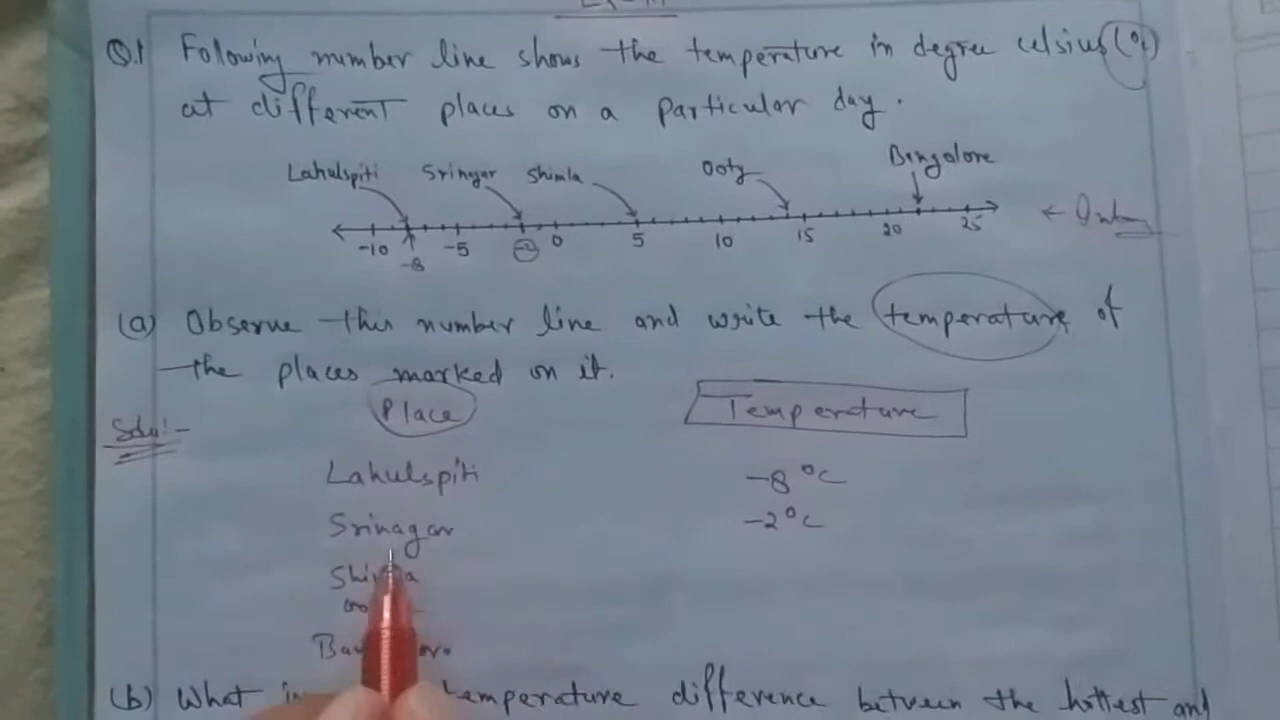 Q.1 Following number line shows the temperature in degree celsius (°c)
at different places on a particular day.
Lahulspiti Srinagar Shimla Ooty Bangalore
-10 -8 -5 -2 0 5 10 15 20 25
(a) Observe this number line and write the temperature of
the places marked on it.
Place Temperature
Soln:-
Lahulspiti -8°C
Srinagar -2°C
(b) What temperature difference between the hottest and